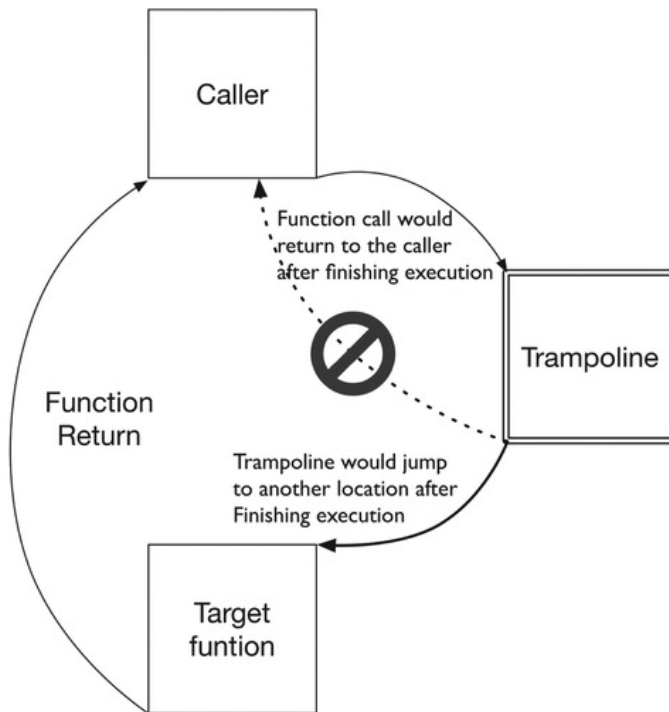 Caller
Function call would
return to the caller
after finishing execution
Trampoline
Function
Return
Trampoline would jump
to another location after
Finishing execution
Target
funtion